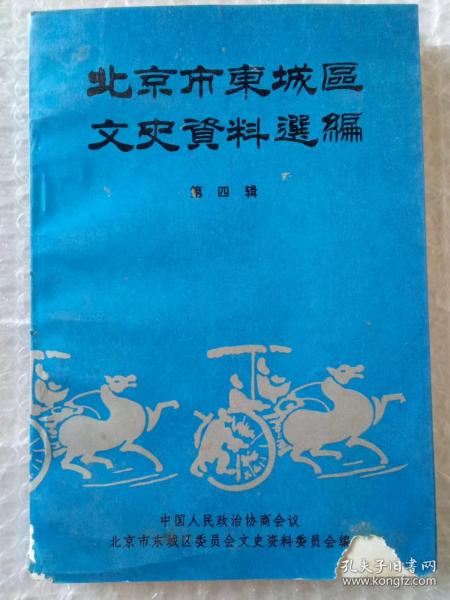 北京市東城區
文史資料選編
第四辑
中国人民政治协商会议
北京市东城区委员会文史资料委员会编
孔夫子旧书网
www.kongfz.com